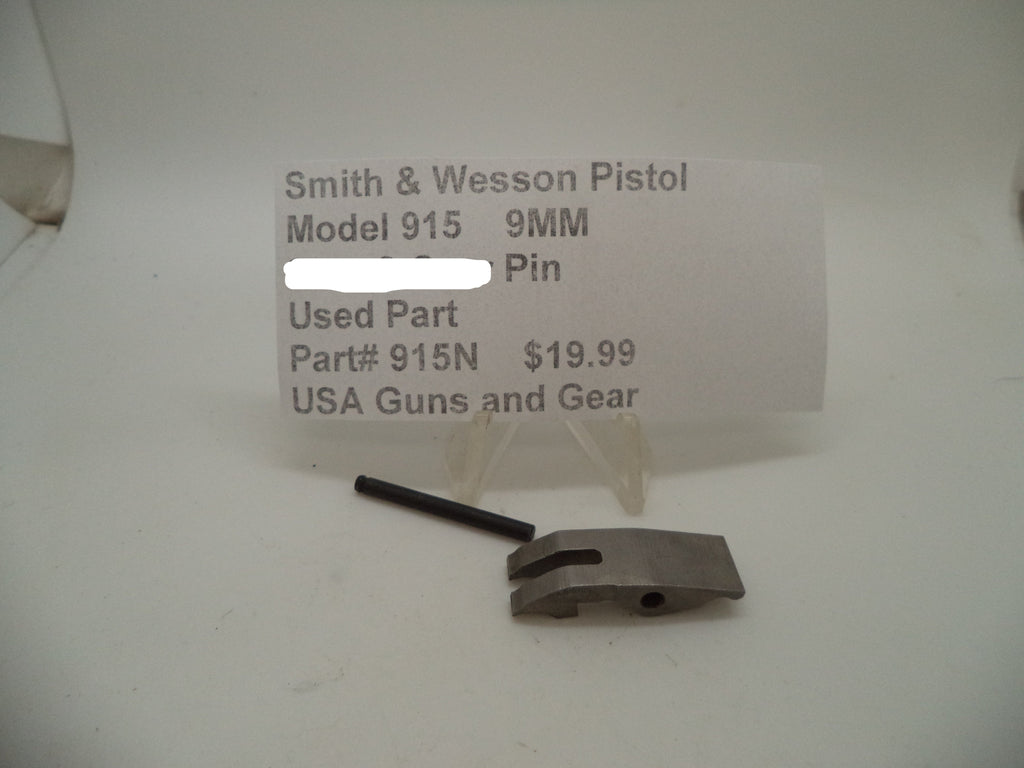 Smith & Wesson Pistol
Model 915 9MM
Pin
Used Part
Part# 915N $19.99
USA Guns and Gear